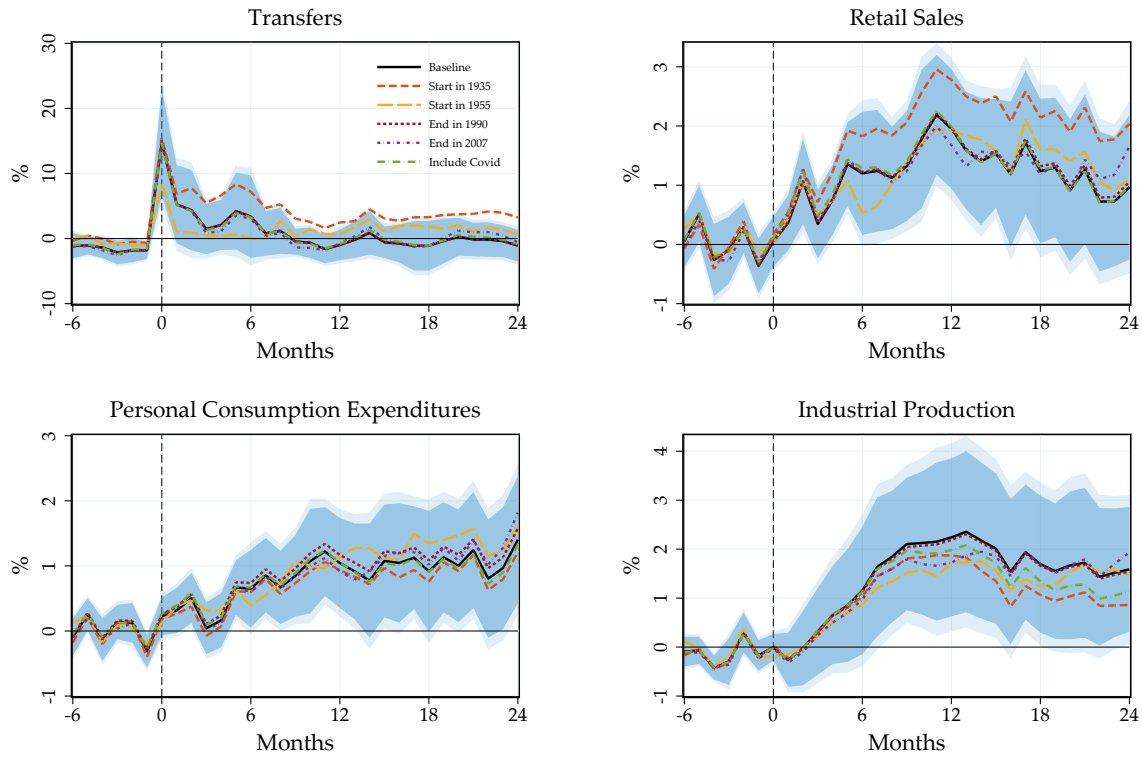 Transfers
30
20
10
0
-10
%
Baseline
Start in 1935
Start in 1955
End in 1990
End in 2007
Include Covid
-6 0 6 12 18 24
Months
Retail Sales
3
2
1
0
-1
%
-6 0 6 12 18 24
Months
Personal Consumption Expenditures
3
2
1
0
-1
%
-6 0 6 12 18 24
Months
Industrial Production
4
3
2
1
0
-1
%
-6 0 6 12 18 24
Months